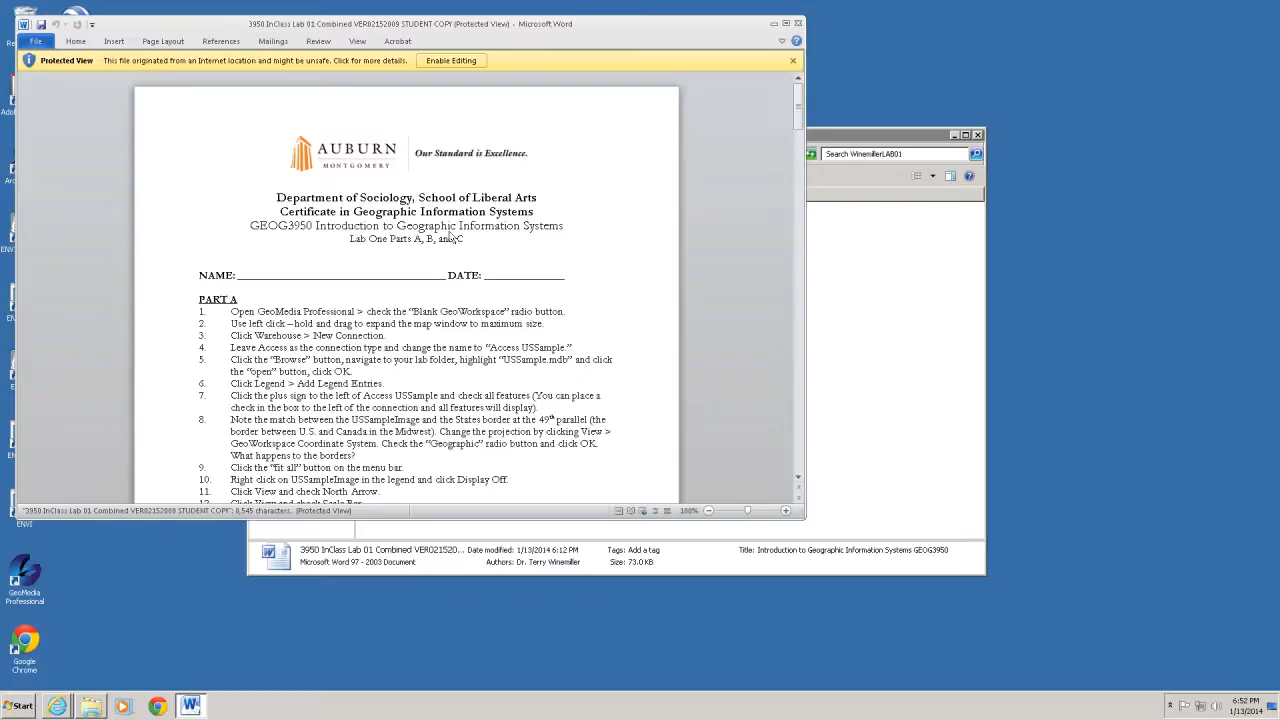 3950 InClass Lab 01 Combined VER02152009 STUDENT COPY (Protected View) - Microsoft Word
File Home Insert Page Layout References Mailings Review View Acrobat
Protected View This file originated from an Internet location and might be unsafe. Click for more details. Enable Editing
AUBURN
MONTGOMERY
Our Standard is Excellence.
Search WinemillerLAB01
Department of Sociology, School of Liberal Arts
Certificate in Geographic Information Systems
GEOG3950 Introduction to Geographic Information Systems
Lab One Parts A, B, and C
NAME: DATE:
PART A
1. Open GeoMedia Professional > check the “Blank GeoWorkspace” radio button.
2. Use left click –hold and drag to expand the map window to maximum size.
3. Click Warehouse > New Connection.
4. Leave Access as the connection type and change the name to “Access USSample.”
5. Click the “Browse” button, navigate to your lab folder, highlight “USSample.mdb” and click
the “open” button, click OK.
6. Click Legend > Add Legend Entries.
7. Click the plus sign to the left of Access USSample and check all features (You can place a
check in the box to the left of the connection and all features will display).
8. Note the match between the USSampleImage and the States border at the 49th parallel (the
border between U.S. and Canada in the Midwest). Change the projection by clicking View >
GeoWorkspace Coordinate System. Check the “Geographic” radio button and click OK.
What happens to the borders?
9. Click the “fit all” button on the menu bar.
10. Right click on USSampleImage in the legend and click Display Off.
11. Click View and check North Arrow.
12. Click View and check Scale Bar.
"3950 InClass Lab 01 Combined VER02152009 STUDENT COPY": 8,545 characters. (Protected View) 100%
ENVI
3950 InClass Lab 01 Combined VER021520... Date modified: 1/13/2014 6:12 PM Tags: Add a tag Title: Introduction to Geographic Information Systems GEOG3950
Microsoft Word 97 - 2003 Document Authors: Dr. Terry Winemiller Size: 73.0 KB
GeoMedia
Professional
Google
Chrome
Start
6:52 PM
1/13/2014